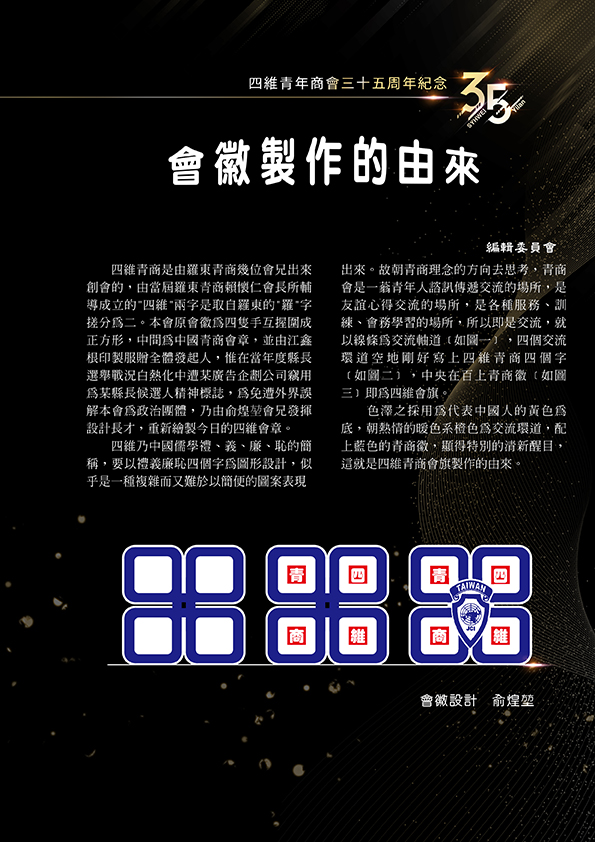 四維青年商會三十五周年紀念
35
SYHWEI
Yilan
會徽製作的由來
編輯委員會
四維青商是由羅東青商幾位會兄出來
創會的，由當屆羅東青商賴懷仁會長所輔
導成立的"四維"兩字是取自羅東的"羅"字
搓分爲二。本會原會徽爲四隻手互握圍成
正方形，中間爲中國青商會章，並由江鑫
根印製服贈全體發起人，惟在當年度縣長
選舉戰況白熱化中遭某廣告企劃公司竊用
爲某縣長候選人精神標誌，爲免遭外界誤
解本會爲政治團體，乃由俞煌堃會兄發揮
設計長才，重新繪製今日的四維會章。
四維乃中國儒學禮、義、廉、恥的簡
稱，要以禮義廉恥四個字爲圖形設計，似
乎是一種複雜而又難於以簡便的圖案表現
出來。故朝青商理念的方向去思考，青商
會是一蓊青年人諮訊傳遞交流的場所，是
友誼心得交流的場所，是各種服務、訓
練、會務學習的場所，所以即是交流，就
以線條爲交流軸道〔如圖一〕，四個交流
環道空地剛好寫上四維青商四個字
〔如圖二〕，中央在百上青商徽〔如圖
三〕即爲四維會旗。
色澤之採用爲代表中國人的黃色爲
底，朝熱情的暖色系橙色爲交流環道，配
上藍色的青商徽，顯得特別的清新醒目，
這就是四維青商會旗製作的由來。
青 四
商 維
青 四
TAIWAN
商 維
JCI
會徽設計　俞煌堃